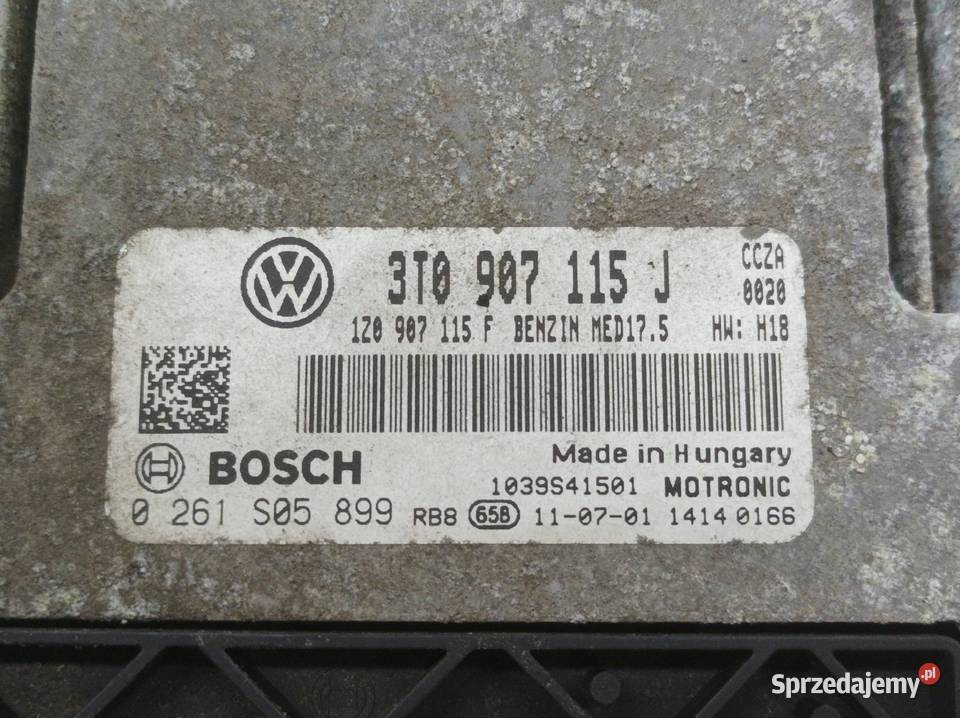 3T0 907 115 J CCZA
0020
1Z0 907 115 F BENZIN MED17.5 HW: H18
BOSCH
Made in Hungary
1039S41501 MOTRONIC
0 261 S05 899 RB8 65B 11-07-01 1414 0166
Sprzedajemy.pl